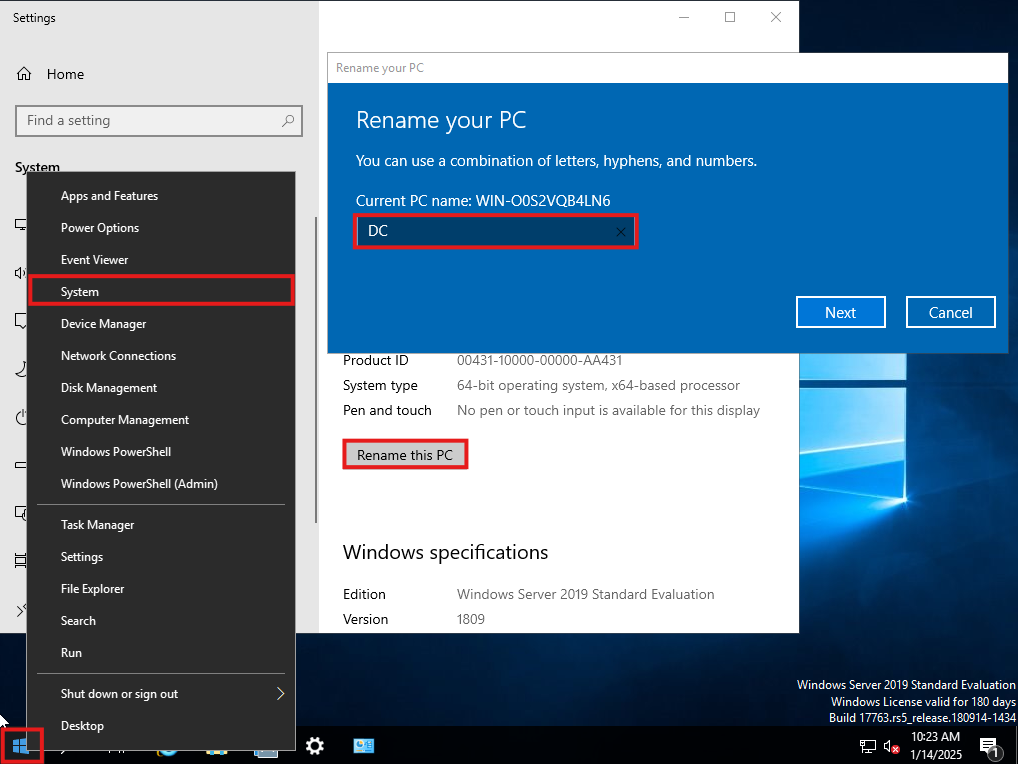 Settings
Home
Find a setting
System
Apps and Features
Power Options
Event Viewer
System
Device Manager
Network Connections
Disk Management
Computer Management
Windows PowerShell
Windows PowerShell (Admin)
Task Manager
Settings
File Explorer
Search
Run
Shut down or sign out
Desktop
Rename your PC
Rename your PC
You can use a combination of letters, hyphens, and numbers.
Current PC name: WIN-O0S2VQB4LN6
DC
Next
Cancel
Product ID 00431-10000-00000-AA431
System type 64-bit operating system, x64-based processor
Pen and touch No pen or touch input is available for this display
Rename this PC
Windows specifications
Edition Windows Server 2019 Standard Evaluation
Version 1809
Windows Server 2019 Standard Evaluation
Windows License valid for 180 days
Build 17763.rs5_release.180914-1434
10:23 AM
1/14/2025
1